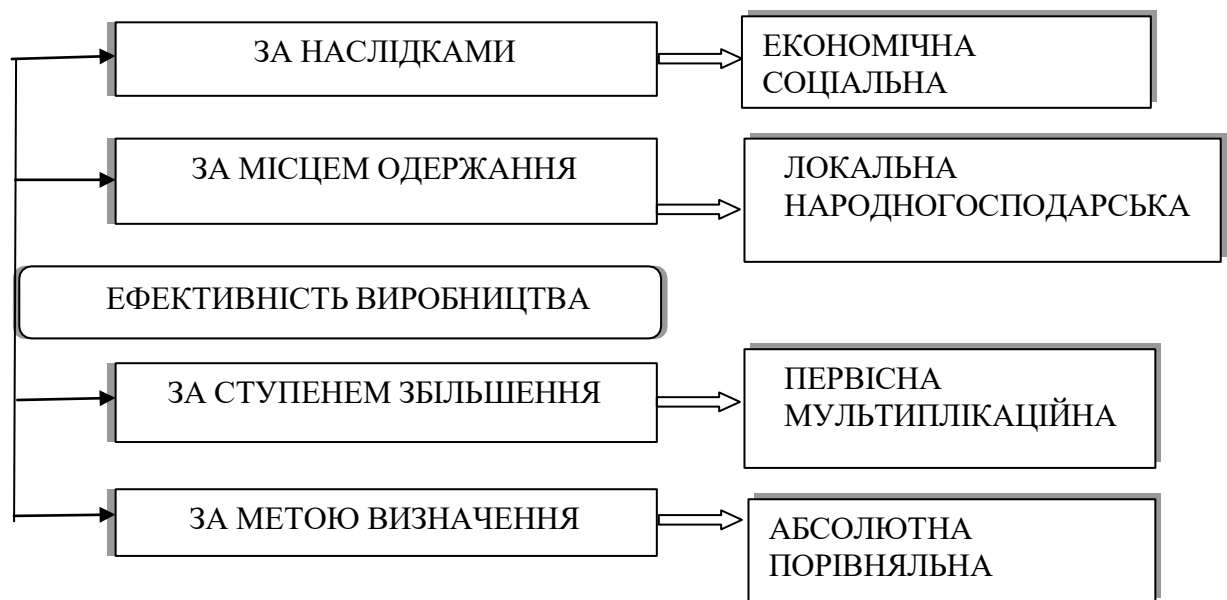 ЗА НАСЛІДКАМИ
ЕКОНОМІЧНА
СОЦІАЛЬНА
ЗА МІСЦЕМ ОДЕРЖАННЯ
ЛОКАЛЬНА
НАРОДНОГОСПОДАРСЬКА
ЕФЕКТИВНІСТЬ ВИРОБНИЦТВА
ЗА СТУПЕНЕМ ЗБІЛЬШЕННЯ
ПЕРВІСНА
МУЛЬТИПЛІКАЦІЙНА
ЗА МЕТОЮ ВИЗНАЧЕННЯ
АБСОЛЮТНА
ПОРІВНЯЛЬНА